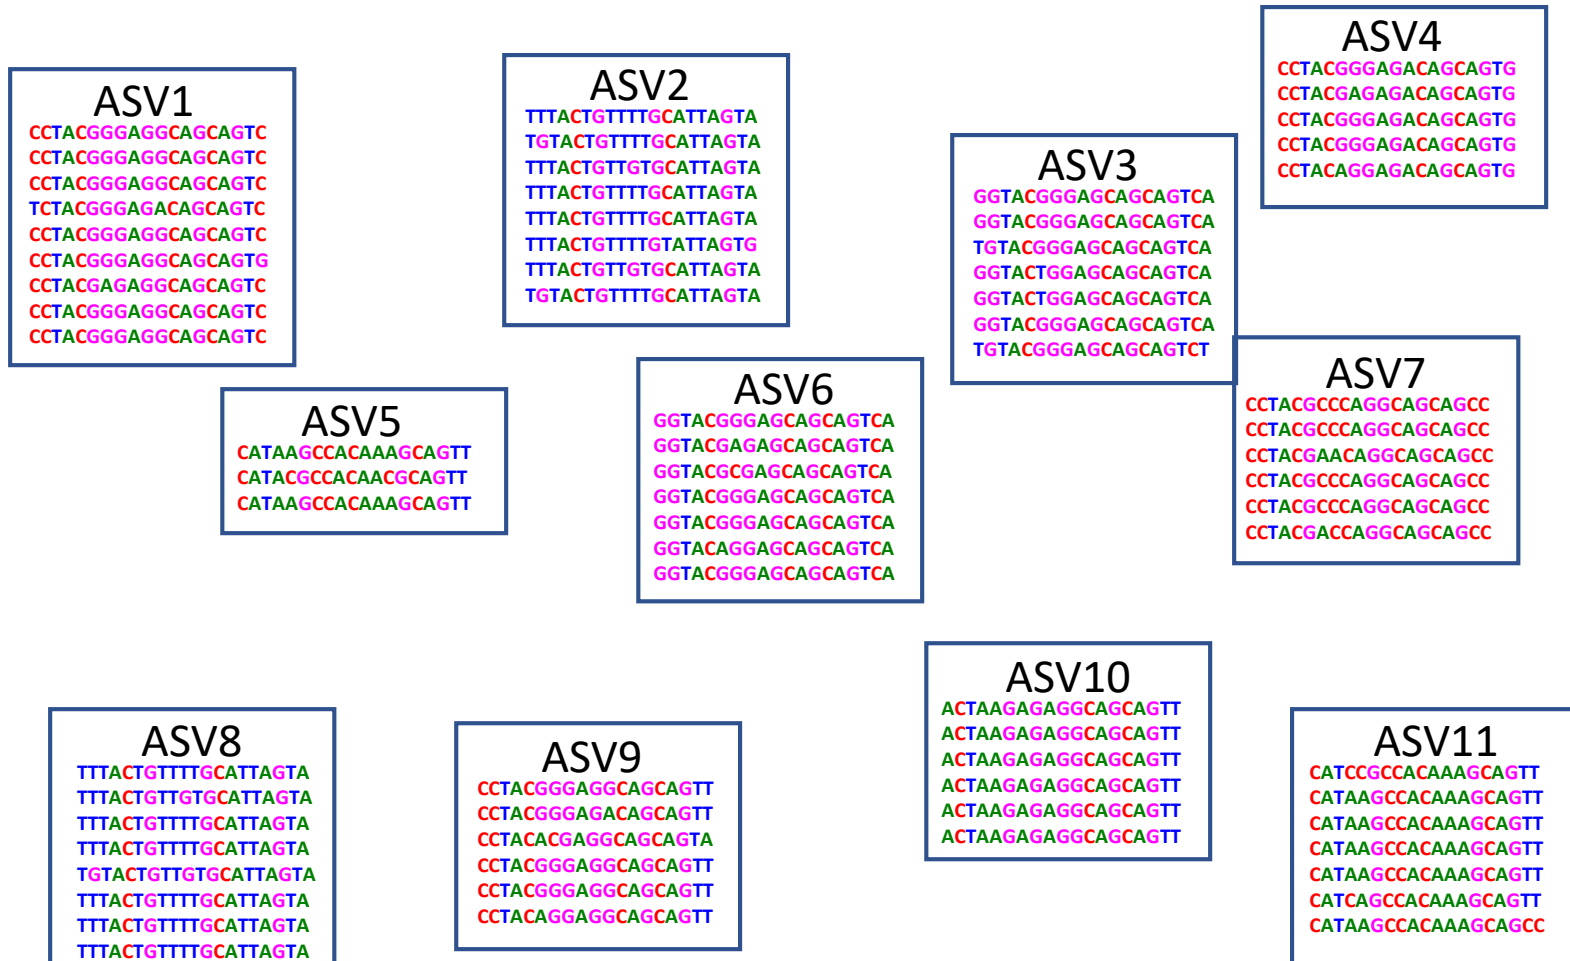 ASV1
CCTACGGGAGGCAGCAGTC
CCTACGGGAGGCAGCAGTC
CCTACGGGAGGCAGCAGTC
TCTACGGGAGACAGCAGTC
CCTACGGGAGGCAGCAGTC
CCTACGGGAGGCAGCAGTG
CCTACGAGAGGCAGCAGTC
CCTACGGGAGGCAGCAGTC
CCTACGGGAGGCAGCAGTC
ASV2
TTTACTGTTTTGCATTAGTA
TGTACTGTTTTGCATTAGTA
TTTACTGTTGTGCATTAGTA
TTTACTGTTTTGCATTAGTA
TTTACTGTTTTGCATTAGTA
TTTACTGTTTTGTATTAGTG
TTTACTGTTGTGCATTAGTA
TGTACTGTTTTGCATTAGTA
ASV3
GGTACGGGAGCAGCAGTCA
GGTACGGGAGCAGCAGTCA
TGTACGGGAGCAGCAGTCA
GGTACTGGAGCAGCAGTCA
GGTACTGGAGCAGCAGTCA
GGTACGGGAGCAGCAGTCA
TGTACGGGAGCAGCAGTCT
ASV4
CCTACGGGAGACAGCAGTG
CCTACGAGAGACAGCAGTG
CCTACGGGAGACAGCAGTG
CCTACGGGAGACAGCAGTG
CCTACAGGAGACAGCAGTG
ASV5
CATAAGCCACAAAGCAGTT
CATACGCCACAACGCAGTT
CATAAGCCACAAAGCAGTT
ASV6
GGTACGGGAGCAGCAGTCA
GGTACGAGAGCAGCAGTCA
GGTACGCGAGCAGCAGTCA
GGTACGGGAGCAGCAGTCA
GGTACGGGAGCAGCAGTCA
GGTACAGGAGCAGCAGTCA
GGTACGGGAGCAGCAGTCA
ASV7
CCTACGCCCAGGCAGCAGCC
CCTACGCCCAGGCAGCAGCC
CCTACGAACAGGCAGCAGCC
CCTACGCCCAGGCAGCAGCC
CCTACGCCCAGGCAGCAGCC
CCTACGACCAGGCAGCAGCC
ASV8
TTTACTGTTTTGCATTAGTA
TTTACTGTTGTGCATTAGTA
TTTACTGTTTTGCATTAGTA
TTTACTGTTTTGCATTAGTA
TGTACTGTTGTGCATTAGTA
TTTACTGTTTTGCATTAGTA
TTTACTGTTTTGCATTAGTA
TTTACTGTTTTGCATTAGTA
ASV9
CCTACGGGAGGCAGCAGTT
CCTACGGGAGACAGCAGTT
CCTACACGAGGCAGCAGTA
CCTACGGGAGGCAGCAGTT
CCTACGGGAGGCAGCAGTT
CCTACAGGAGGCAGCAGTT
ASV10
ACTAAGAGAGGCAGCAGTT
ACTAAGAGAGGCAGCAGTT
ACTAAGAGAGGCAGCAGTT
ACTAAGAGAGGCAGCAGTT
ACTAAGAGAGGCAGCAGTT
ACTAAGAGAGGCAGCAGTT
ASV11
CATCCGCCACAAAGCAGTT
CATAAGCCACAAAGCAGTT
CATAAGCCACAAAGCAGTT
CATAAGCCACAAAGCAGTT
CATAAGCCACAAAGCAGTT
CATCAGCCACAAAGCAGTT
CATAAGCCACAAAGCAGCC